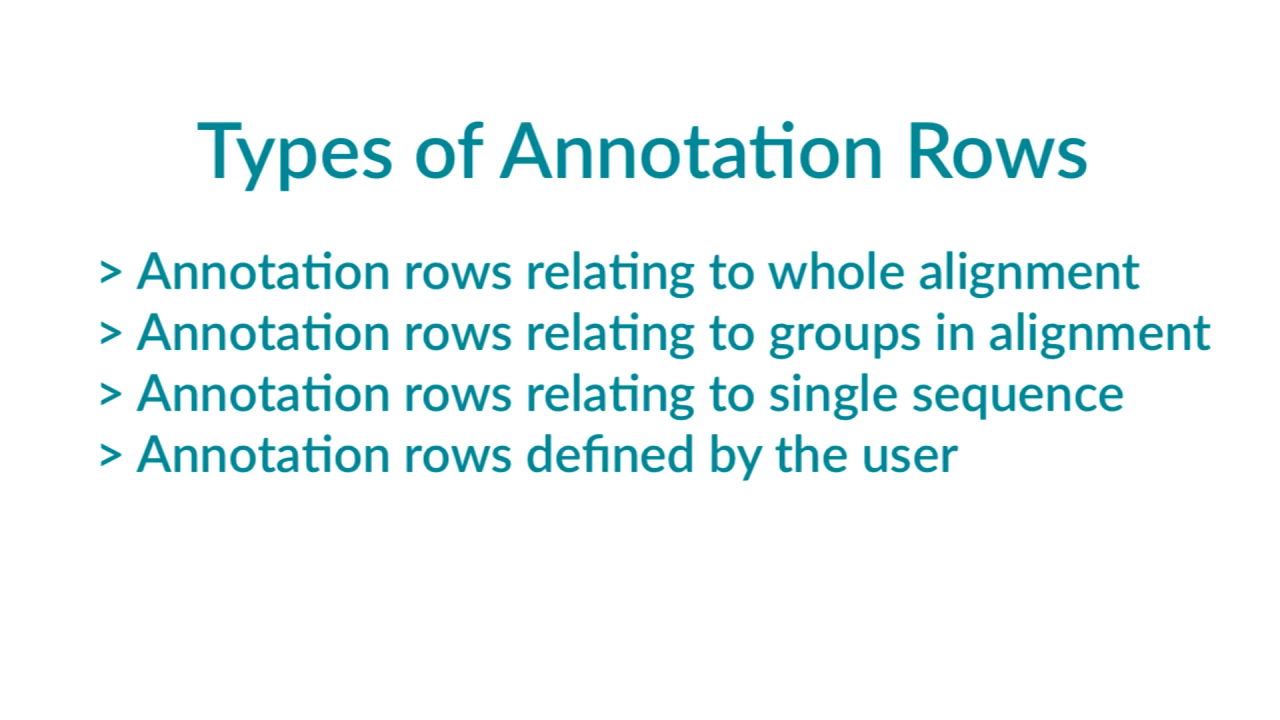 Types of Annotation Rows
> Annotation rows relating to whole alignment
> Annotation rows relating to groups in alignment
> Annotation rows relating to single sequence
> Annotation rows defined by the user